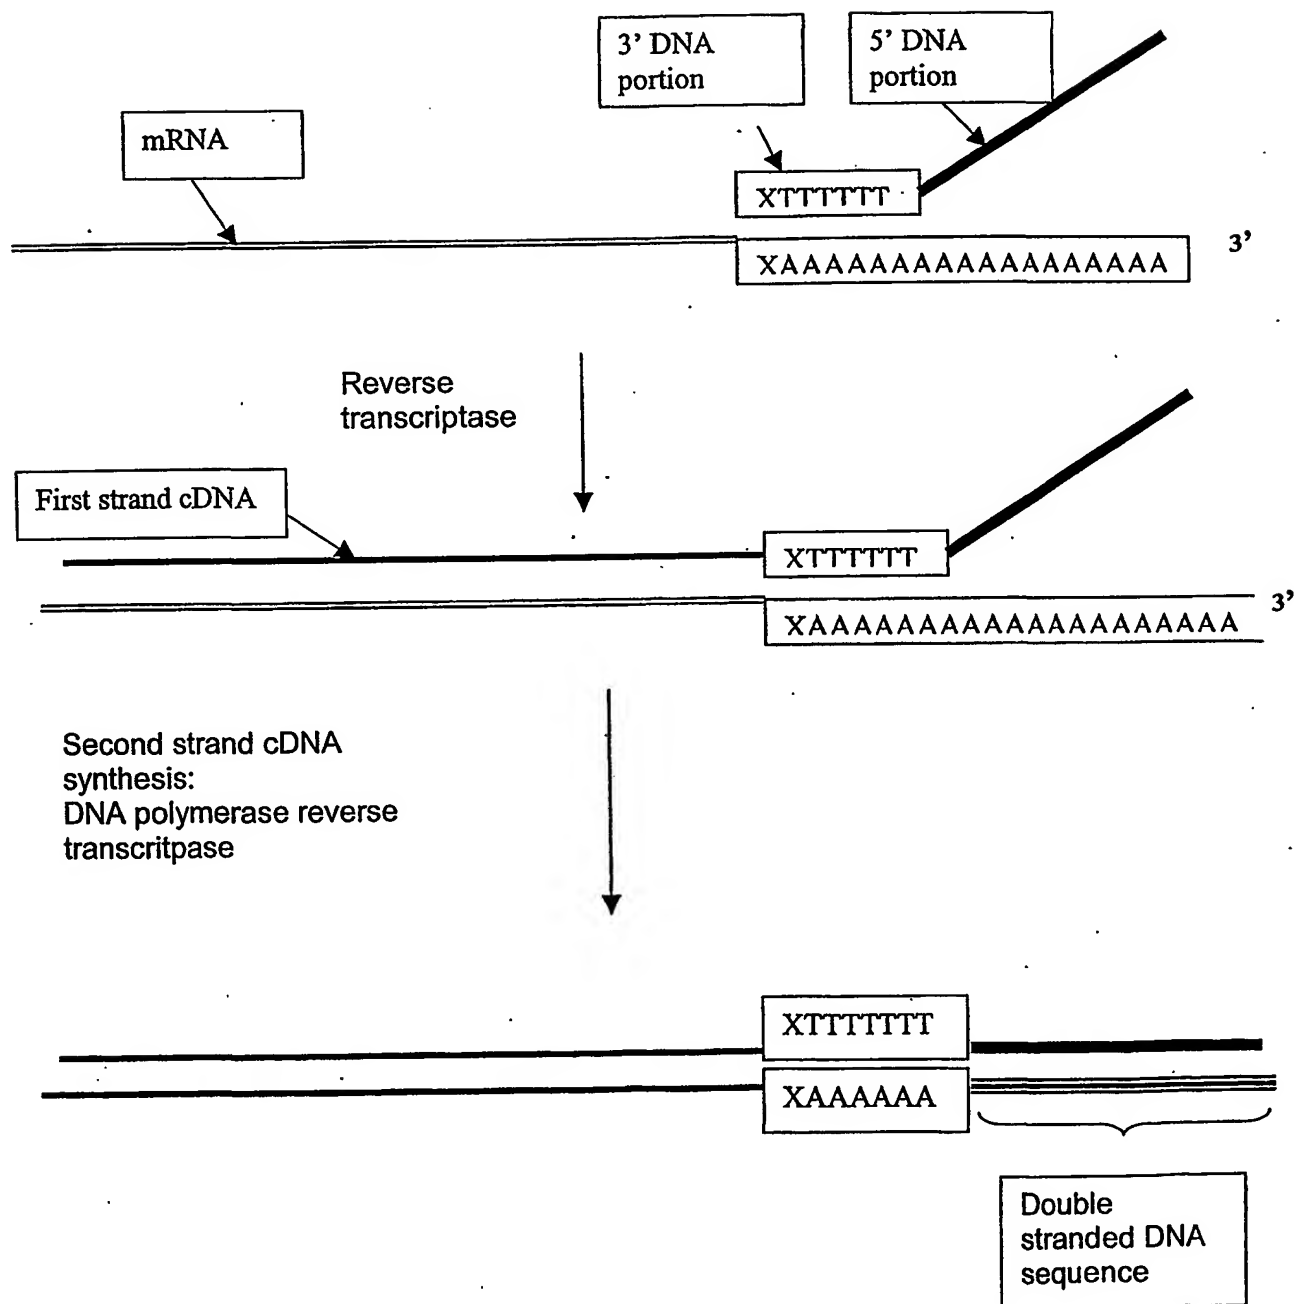 3’ DNA
portion
5’ DNA
portion
mRNA
XTTTTTT
3’
XAAAAAAAAAAAAAAAAAA
Reverse
transcriptase
First strand cDNA
XTTTTTT
3’
XAAAAAAAAAAAAAAAAAAAA
Second strand cDNA
synthesis:
DNA polymerase reverse
transcritpase
XTTTTTTT
XAAAAAA
Double
stranded DNA
sequence